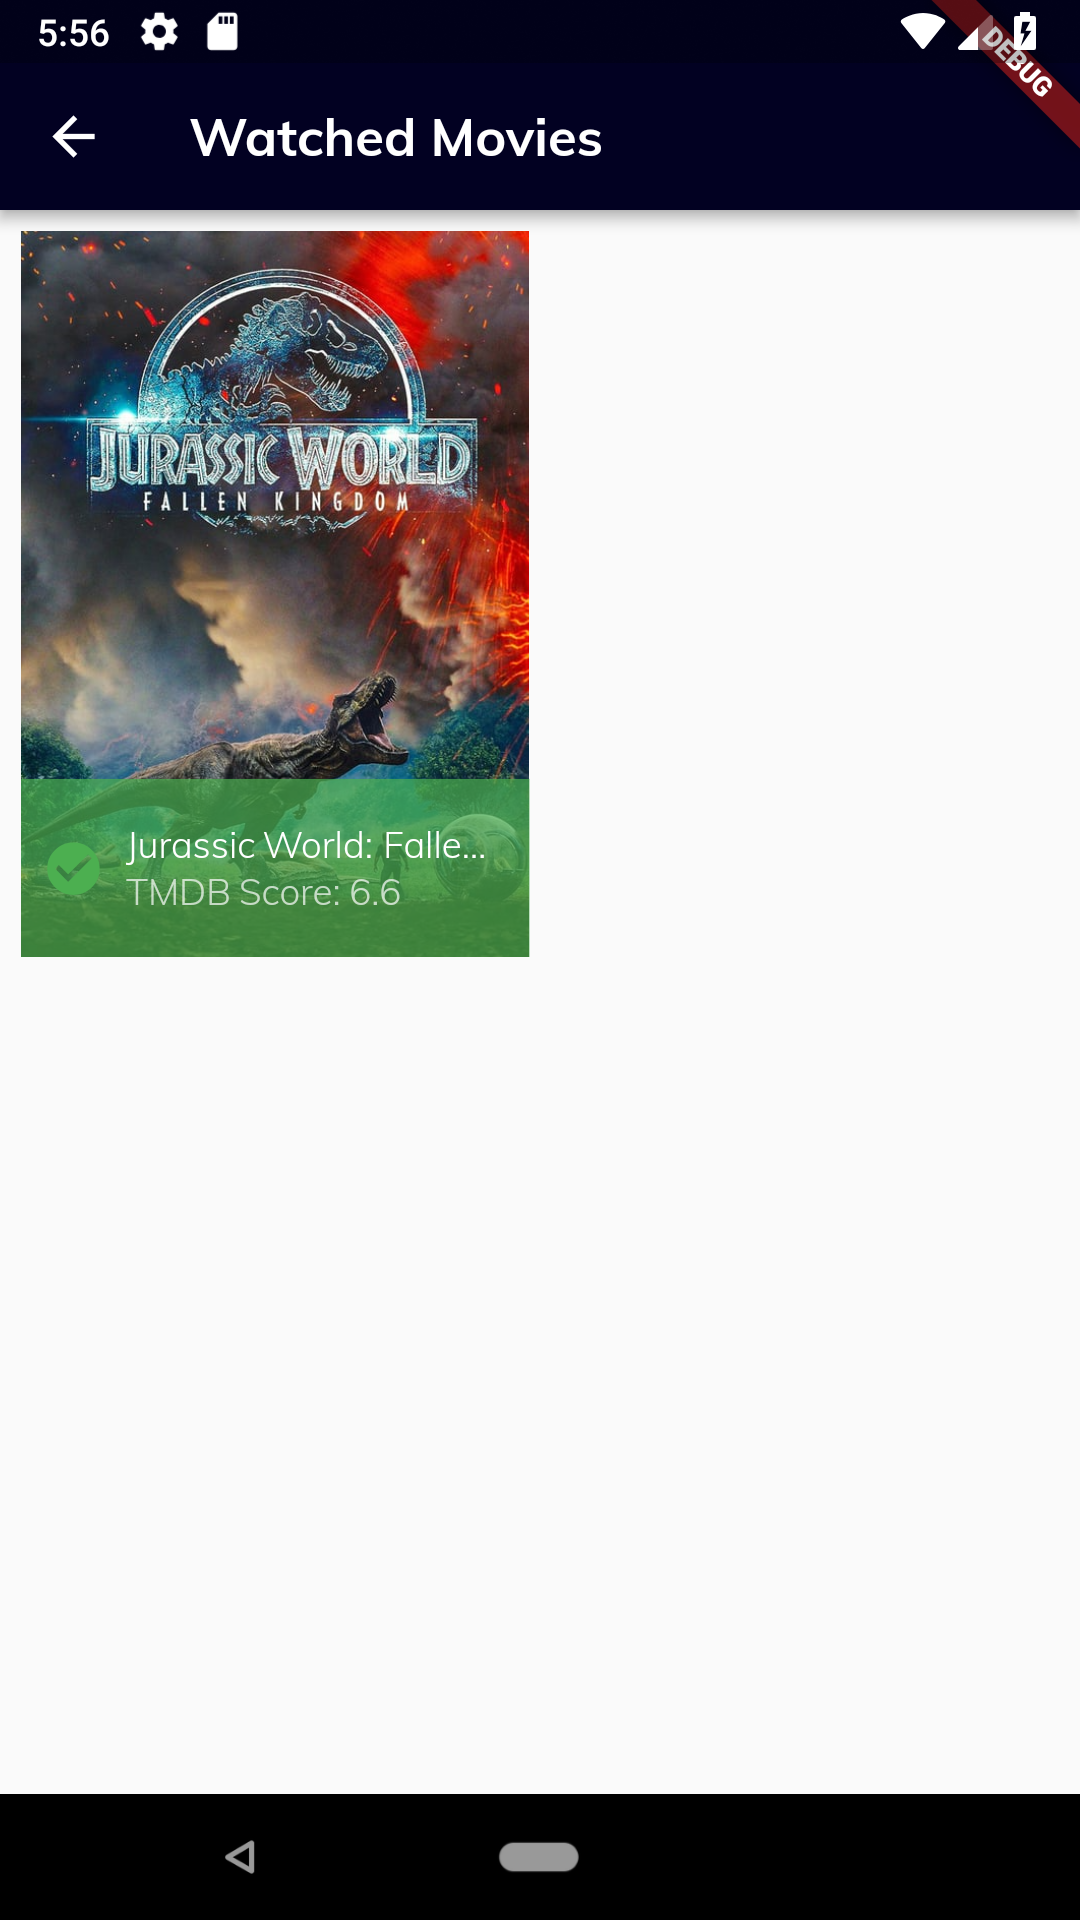 5:56
DEBUG
Watched Movies
JURASSIC WORLD
FALLEN KINGDOM
Jurassic World: Falle...
TMDB Score: 6.6